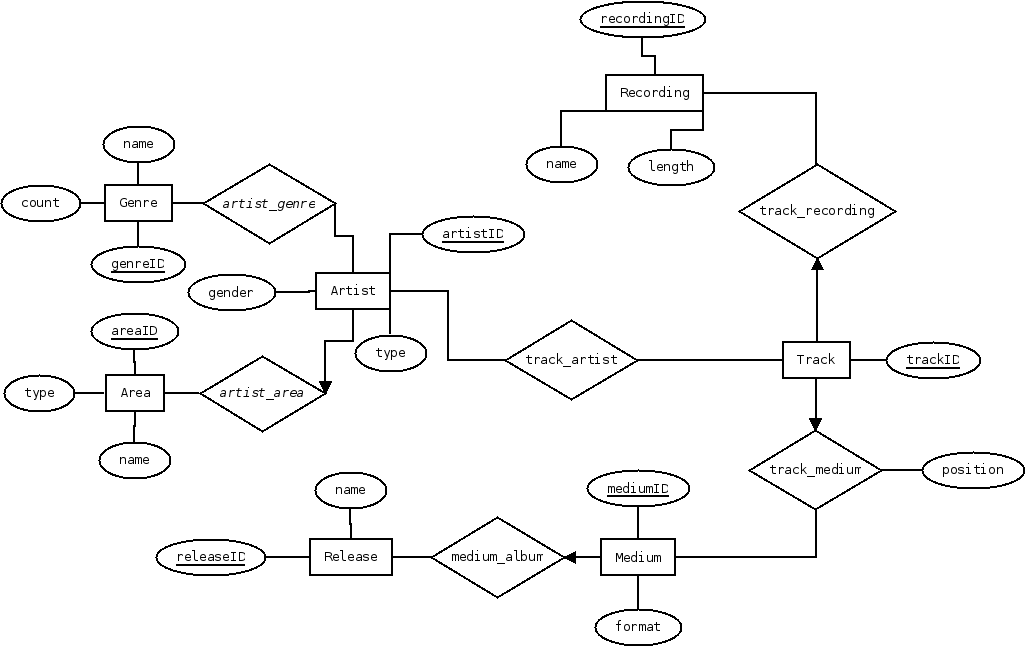 recordingID
Recording
name
length
track_recording
name
count
Genre
artist_genre
genreID
artistID
gender
Artist
type
areaID
type
Area
artist_area
name
track_artist
Track
trackID
track_medium
position
name
releaseID
Release
medium_album
mediumID
Medium
format